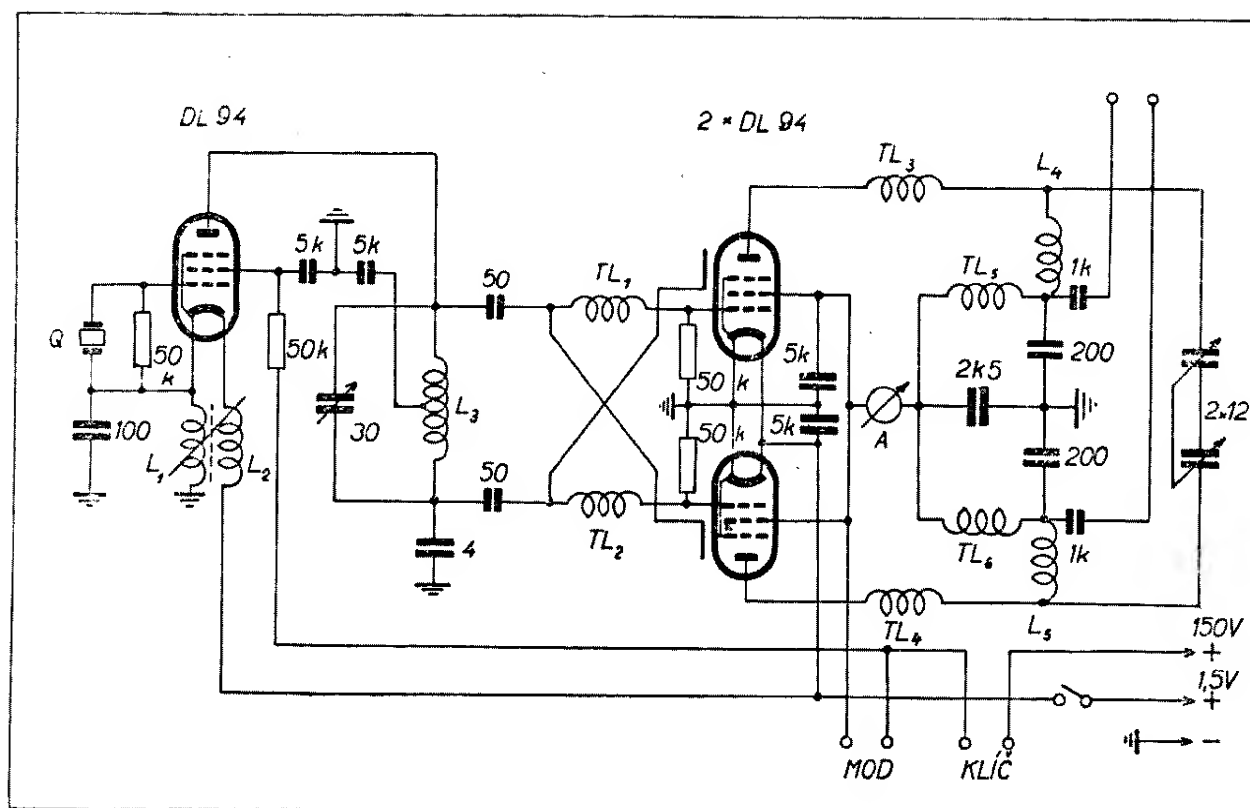 DL 94
2 × DL 94
TL₃
L₄
5k
5k
50
TL₁
TL₅
1k
Q
50
k
50k
L₃
30
50
k
5k
2k5
200
2×12
100
L₁
L₂
50
k
5k
A
200
50
4
TL₂
TL₆
1k
TL₄
L₅
150V
+
1,5V
+
-
MOD
KLÍČ